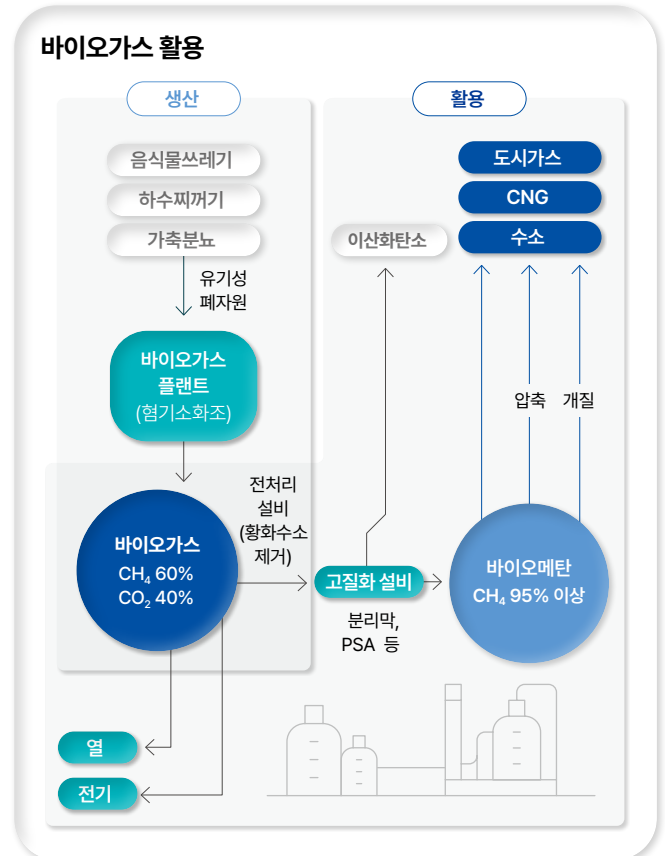 바이오가스 활용
생산
활용
음식물쓰레기
하수찌꺼기
가축분뇨
유기성
폐자원
도시가스
CNG
수소
이산화탄소
바이오가스
플랜트
(혐기소화조)
압축
개질
전처리
설비
(황화수소
제거)
바이오가스
CH₄ 60%
CO₂ 40%
고질화 설비
분리막,
PSA 등
바이오메탄
CH₄ 95% 이상
열
전기